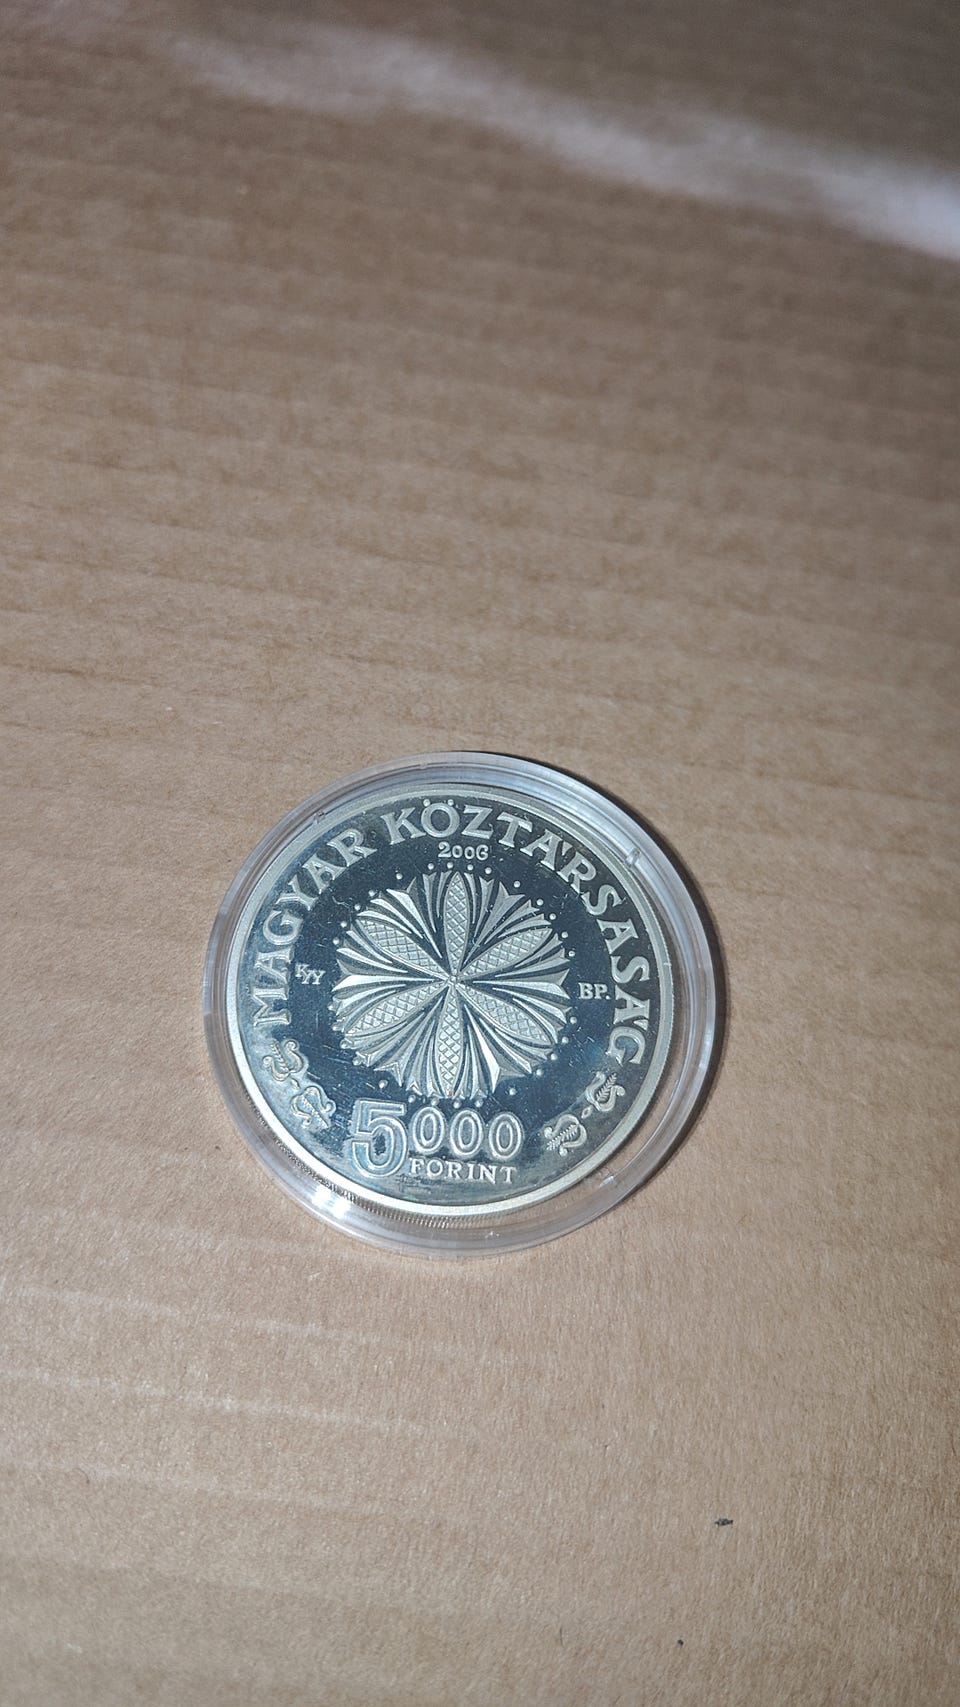 MAGYAR KÖZTÁRSASÁG
2006
BP.
5000
FORINT